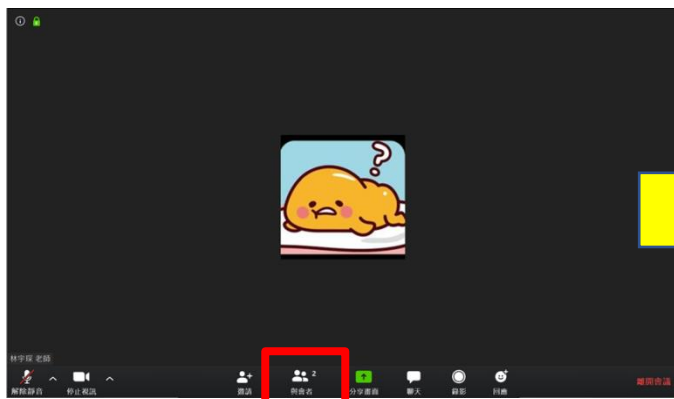 林宇琛 老師
解除靜音
停止視訊
邀請
與會者 2
分享畫面
聊天
錄影
回應
離開會議